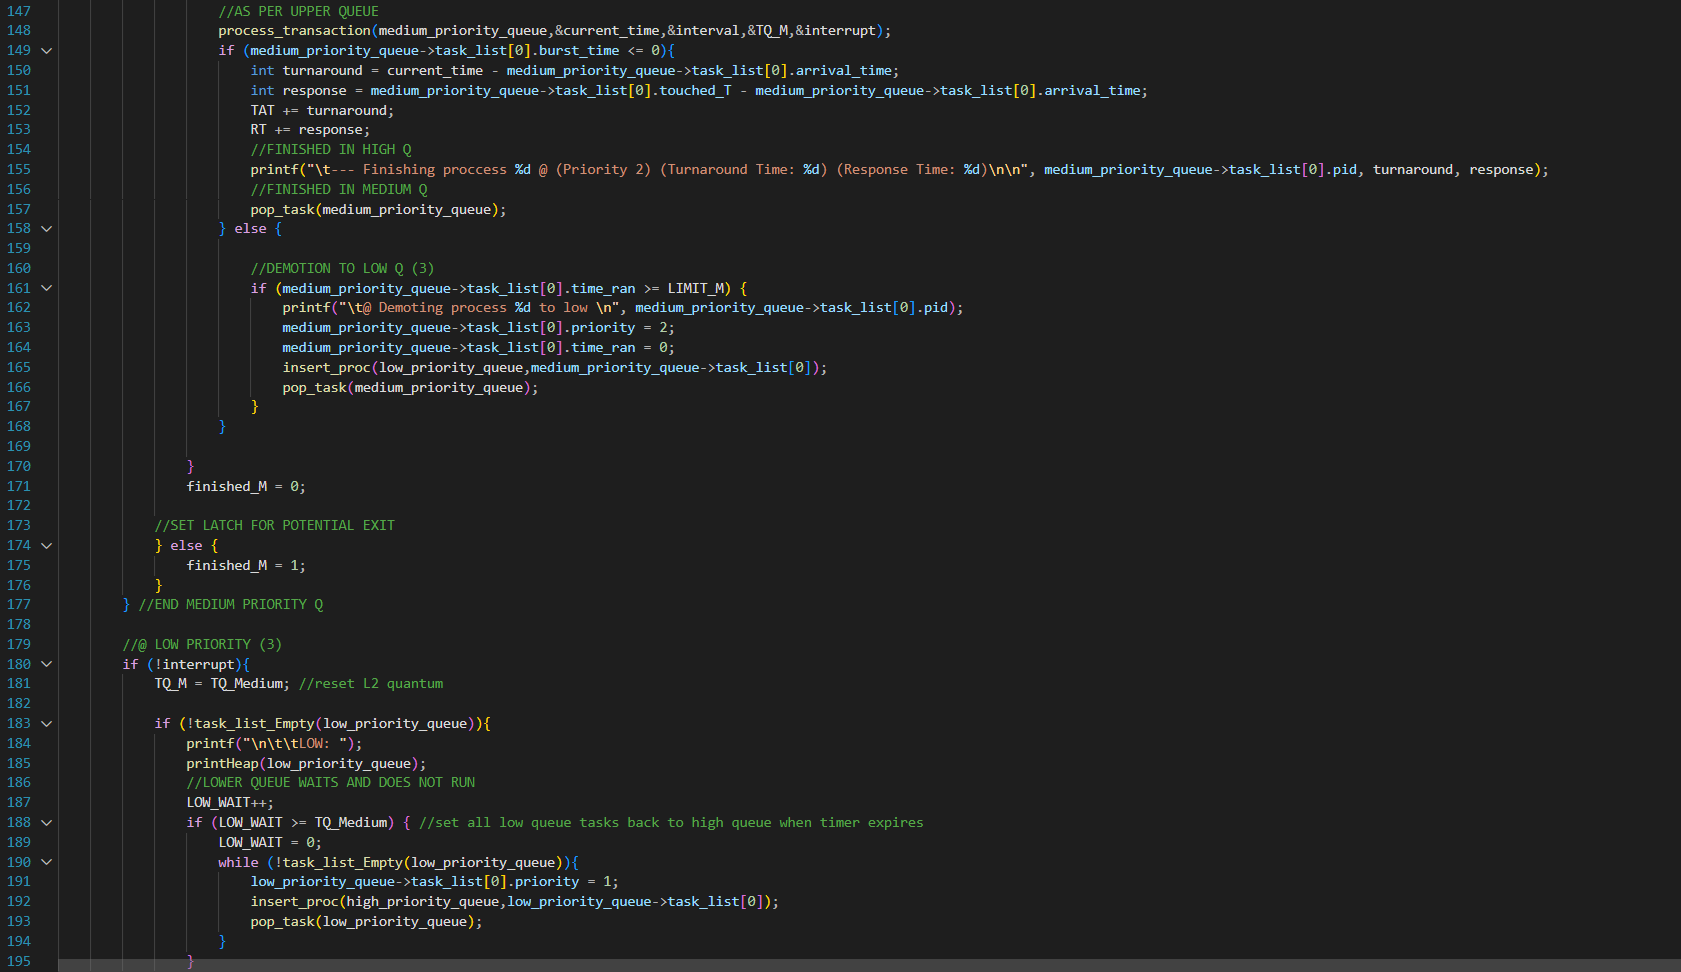 147 //AS PER UPPER QUEUE
148 process_transaction(medium_priority_queue,&current_time,&interval,&TQ_M,&interrupt);
149 if (medium_priority_queue->task_list[0].burst_time <= 0){
150 int turnaround = current_time - medium_priority_queue->task_list[0].arrival_time;
151 int response = medium_priority_queue->task_list[0].touched_T - medium_priority_queue->task_list[0].arrival_time;
152 TAT += turnaround;
153 RT += response;
154 //FINISHED IN HIGH Q
155 printf("\t--- Finishing proccess %d @ (Priority 2) (Turnaround Time: %d) (Response Time: %d)\n\n", medium_priority_queue->task_list[0].pid, turnaround, response);
156 //FINISHED IN MEDIUM Q
157 pop_task(medium_priority_queue);
158 } else {
159
160 //DEMOTION TO LOW Q (3)
161 if (medium_priority_queue->task_list[0].time_ran >= LIMIT_M) {
162 printf("\t@ Demoting process %d to low \n", medium_priority_queue->task_list[0].pid);
163 medium_priority_queue->task_list[0].priority = 2;
164 medium_priority_queue->task_list[0].time_ran = 0;
165 insert_proc(low_priority_queue,medium_priority_queue->task_list[0]);
166 pop_task(medium_priority_queue);
167 }
168 }
169
170 }
171 finished_M = 0;
172
173 //SET LATCH FOR POTENTIAL EXIT
174 } else {
175 finished_M = 1;
176 }
177 } //END MEDIUM PRIORITY Q
178
179 //@ LOW PRIORITY (3)
180 if (!interrupt){
181 TQ_M = TQ_Medium; //reset L2 quantum
182
183 if (!task_list_Empty(low_priority_queue)){
184 printf("\n\t\tLOW: ");
185 printHeap(low_priority_queue);
186 //LOWER QUEUE WAITS AND DOES NOT RUN
187 LOW_WAIT++;
188 if (LOW_WAIT >= TQ_Medium) { //set all low queue tasks back to high queue when timer expires
189 LOW_WAIT = 0;
190 while (!task_list_Empty(low_priority_queue)){
191 low_priority_queue->task_list[0].priority = 1;
192 insert_proc(high_priority_queue,low_priority_queue->task_list[0]);
193 pop_task(low_priority_queue);
194 }
195 }